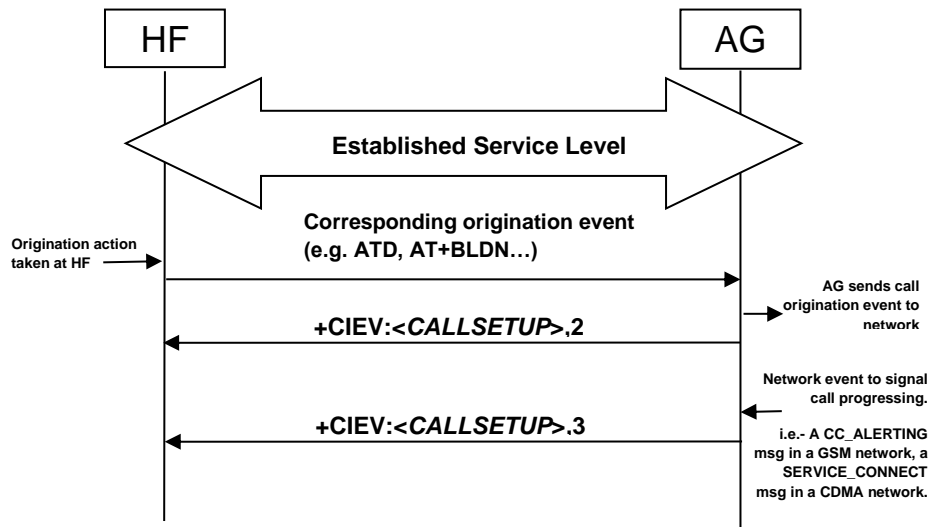 HF
AG
Established Service Level
Corresponding origination event
(e.g. ATD, AT+BLDN…)
Origination action
taken at HF
AG sends call
origination event to
network
+CIEV:<CALLSETUP>,2
Network event to signal
call progressing.
+CIEV:<CALLSETUP>,3
i.e.- A CC_ALERTING
msg in a GSM network, a
SERVICE_CONNECT
msg in a CDMA network.